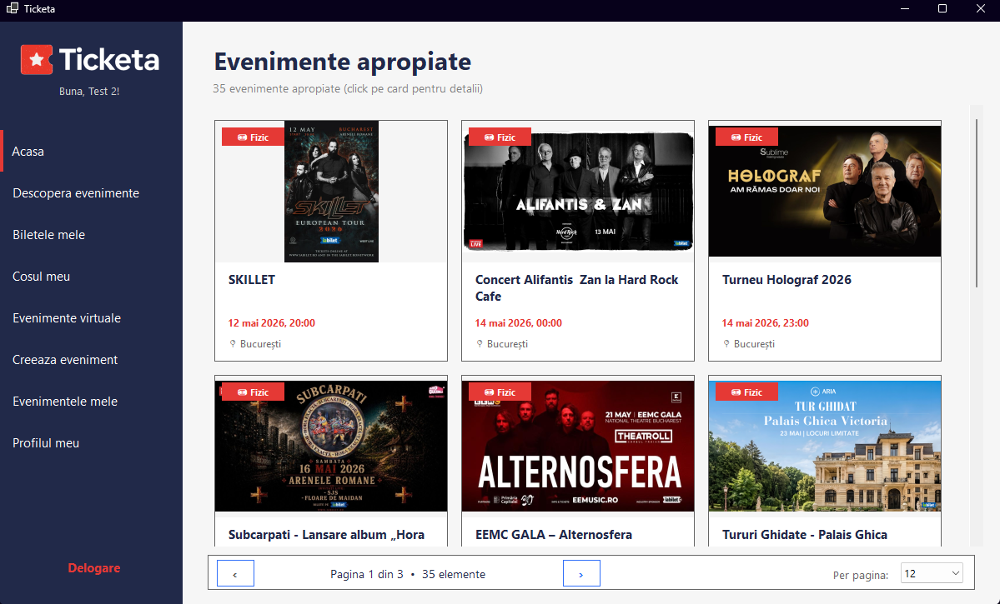 Ticketa
Ticketa
Buna, Test 2!
Acasa
Descopera evenimente
Biletele mele
Cosul meu
Evenimente virtuale
Creeaza eveniment
Evenimentele mele
Profilul meu
Delogare
Evenimente apropiate
35 evenimente apropiate (click pe card pentru detalii)
Fizic
12 MAY
BUCHAREST
ARENELE ROMANE
SKILLET
EUROPEAN TOUR
2026
iabilet
SKILLET
12 mai 2026, 20:00
București
Fizic
ALIFANTIS & ZAN
Hard Rock
13 MAI
LIVE
iabilet
Concert Alifantis  Zan la Hard Rock
Cafe
14 mai 2026, 00:00
București
Fizic
Sublime
HOLOGRAF
AM RĂMAS DOAR NOI
Turneu Holograf 2026
14 mai 2026, 23:00
București
Fizic
SUBCARPATI
SAMBATA
16 MAI 2026
ARENELE ROMANE
SJS
FLOARE DE MAIDAN
iabilet
Subcarpati - Lansare album „Hora
Fizic
EEMC
21 MAY | EEMC GALA
NATIONAL THEATRE BUCHAREST
THEATROLL
ALTERNOSFERA
Primăria
Capitalei
EEMUSIC.RO
iabilet
EEMC GALA – Alternosfera
Fizic
ARIA
TUR GHIDAT
Palais Ghica Victoria
23 MAI | LOCURI LIMITATE
iabilet
Tururi Ghidate - Palais Ghica
‹
Pagina 1 din 3 • 35 elemente
›
Per pagina:
12